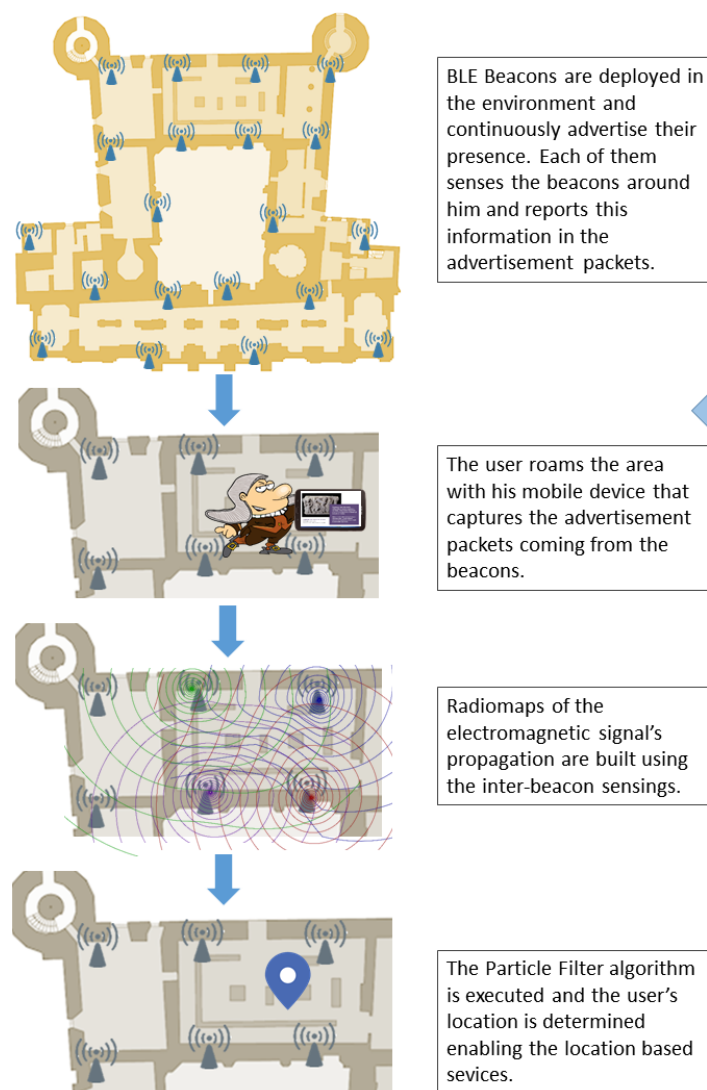 BLE Beacons are deployed in
the environment and
continuously advertise their
presence. Each of them
senses the beacons around
him and reports this
information in the
advertisement packets.
The user roams the area
with his mobile device that
captures the advertisement
packets coming from the
beacons.
Radiomaps of the
electromagnetic signal's
propagation are built using
the inter-beacon sensings.
The Particle Filter algorithm
is executed and the user's
location is determined
enabling the location based
sevices.